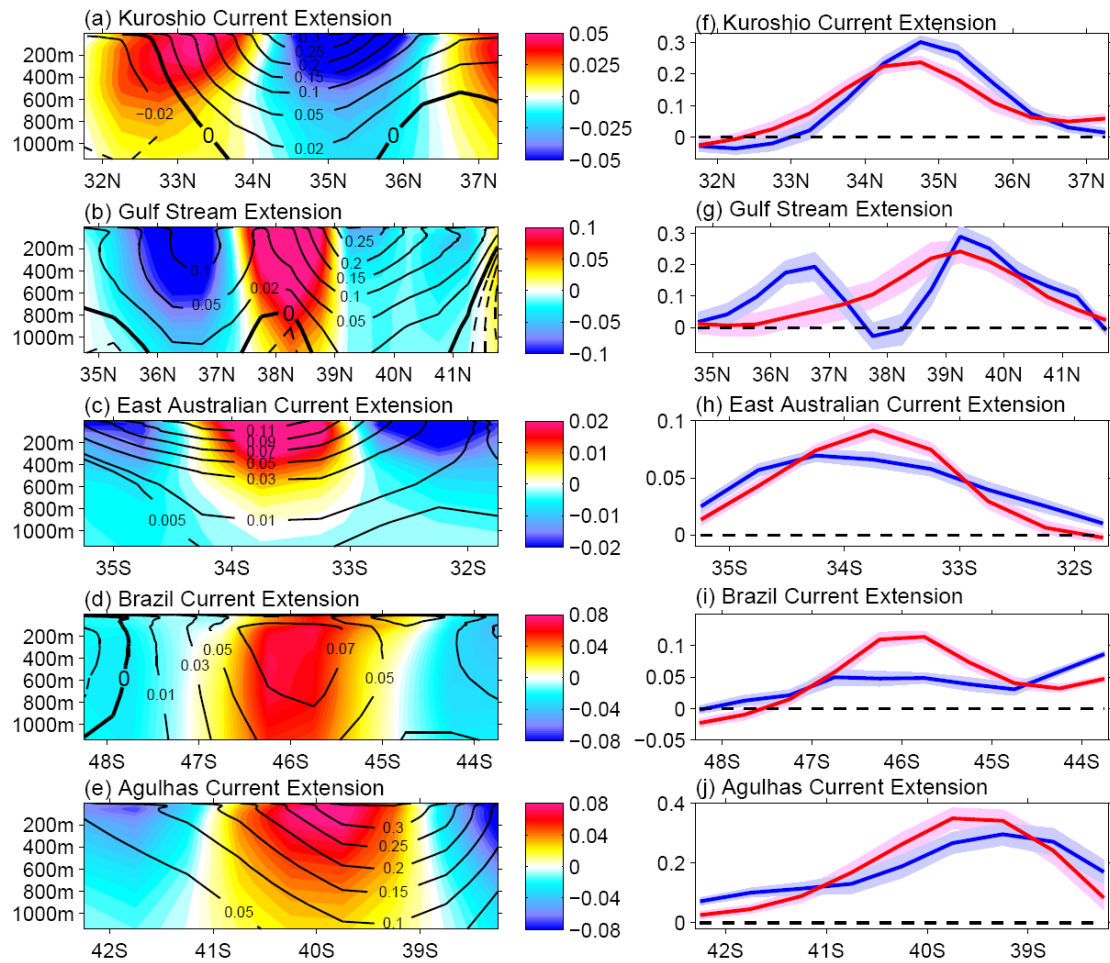 (a) Kuroshio Current Extension
200m
400m
600m
800m
1000m
0.3
0.25
0.2
0.15
0.1
0.05
0.02
−0.02
0
0
32N 33N 34N 35N 36N 37N
0.05
0.025
0
−0.025
−0.05
(f) Kuroshio Current Extension
0.3
0.2
0.1
0
32N 33N 34N 35N 36N 37N
(b) Gulf Stream Extension
200m
400m
600m
800m
1000m
0.1
0.05
0.02
0
0.25
0.2
0.15
0.1
0.05
35N 36N 37N 38N 39N 40N 41N
0.1
0.05
0
−0.05
−0.1
(g) Gulf Stream Extension
0.3
0.2
0.1
0
35N 36N 37N 38N 39N 40N 41N
(c) East Australian Current Extension
200m
400m
600m
800m
1000m
0.11
0.09
0.07
0.05
0.03
0.01
0.005
35S 34S 33S 32S
0.02
0.01
0
−0.01
−0.02
(h) East Australian Current Extension
0.1
0.05
0
35S 34S 33S 32S
(d) Brazil Current Extension
200m
400m
600m
800m
1000m
0
0.01
0.03
0.05
0.07
0.05
48S 47S 46S 45S 44S
0.08
0.04
0
−0.04
−0.08
(i) Brazil Current Extension
0.1
0.05
0
−0.05
48S 47S 46S 45S 44S
(e) Agulhas Current Extension
200m
400m
600m
800m
1000m
0.3
0.25
0.2
0.15
0.1
0.05
42S 41S 40S 39S
0.08
0.04
0
−0.04
−0.08
(j) Agulhas Current Extension
0.4
0.2
0
42S 41S 40S 39S